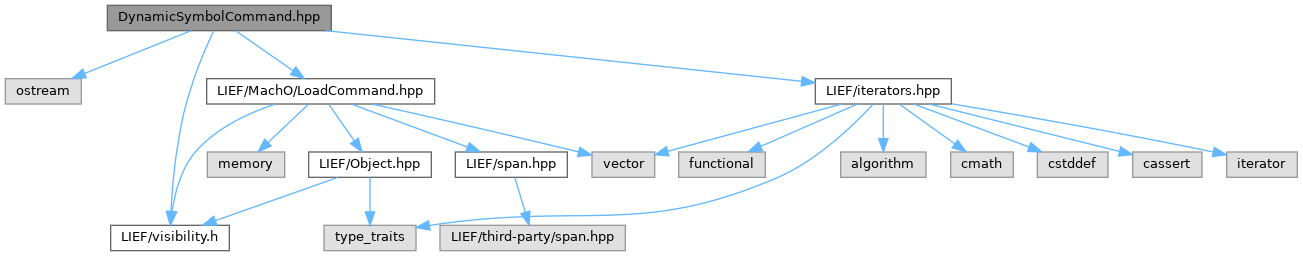 DynamicSymbolCommand.hpp
ostream
LIEF/MachO/LoadCommand.hpp
LIEF/iterators.hpp
memory
LIEF/Object.hpp
LIEF/span.hpp
vector
functional
algorithm
cmath
cstddef
cassert
iterator
LIEF/visibility.h
type_traits
LIEF/third-party/span.hpp